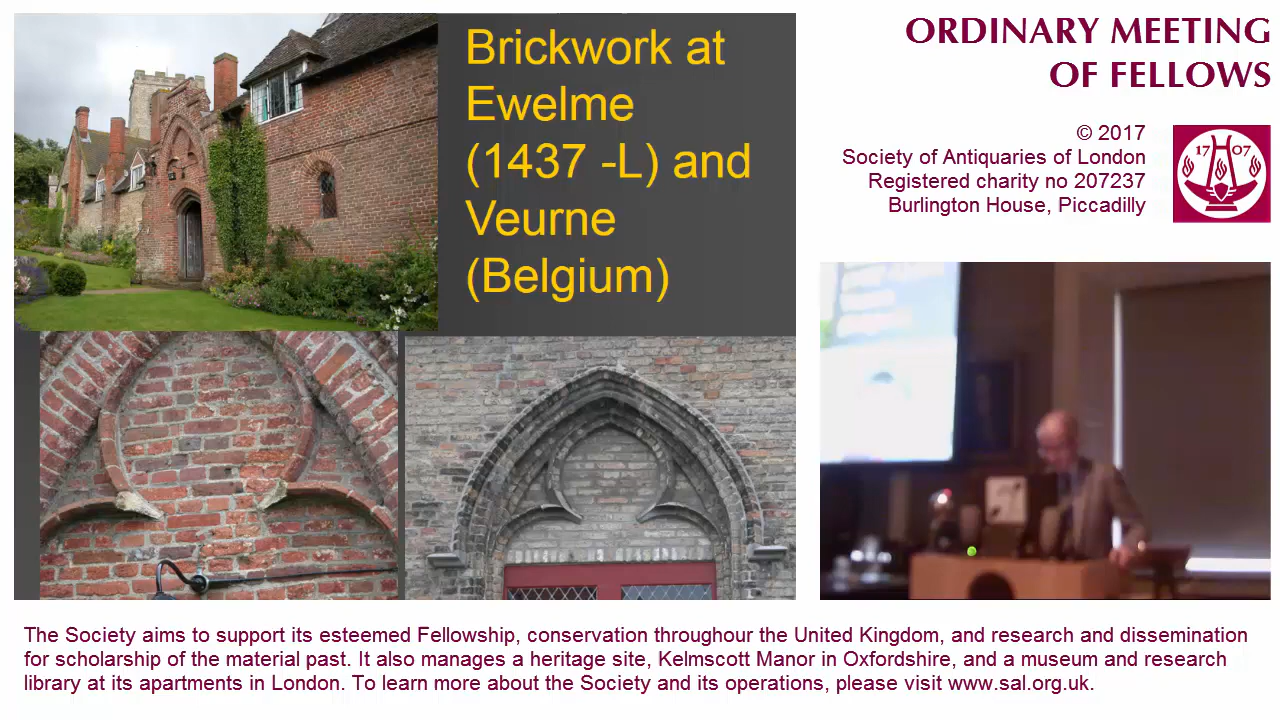 Brickwork at
Ewelme
(1437 -L) and
Veurne
(Belgium)
ORDINARY MEETING
OF FELLOWS
© 2017
Society of Antiquaries of London
Registered charity no 207237
Burlington House, Piccadilly
17 07
The Society aims to support its esteemed Fellowship, conservation throughour the United Kingdom, and research and dissemination
for scholarship of the material past. It also manages a heritage site, Kelmscott Manor in Oxfordshire, and a museum and research
library at its apartments in London. To learn more about the Society and its operations, please visit www.sal.org.uk.